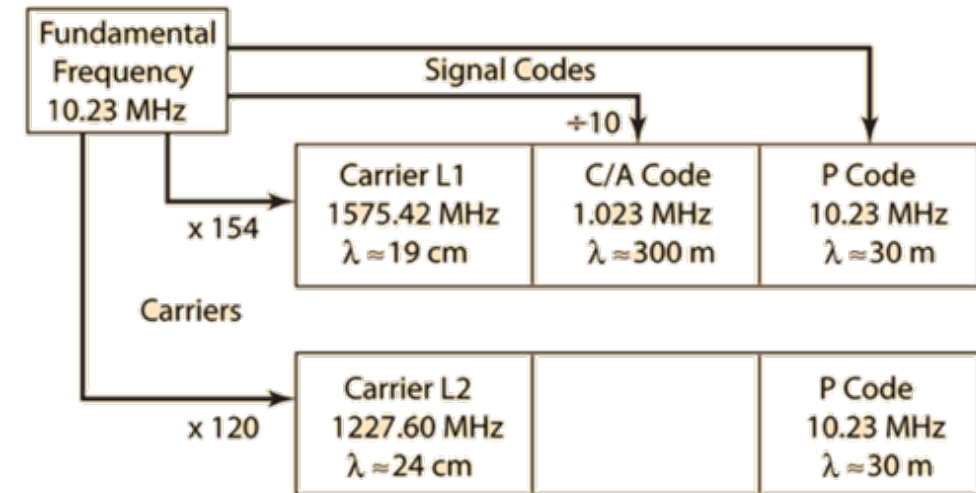 Fundamental
Frequency
10.23 MHz
Signal Codes
÷10
Carrier L1
1575.42 MHz
λ ≈ 19 cm
C/A Code
1.023 MHz
λ ≈ 300 m
P Code
10.23 MHz
λ ≈ 30 m
x 154
Carriers
Carrier L2
1227.60 MHz
λ ≈ 24 cm
P Code
10.23 MHz
λ ≈ 30 m
x 120